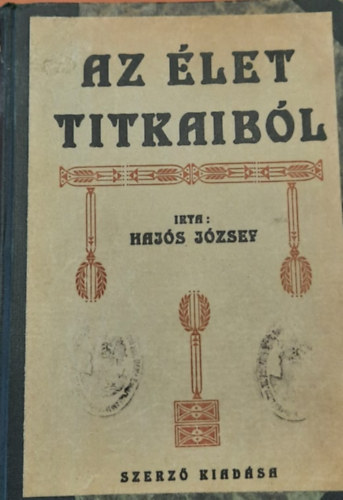 AZ ÉLET
TITKAIBÓL
IRTA:
HAJÓS JÓZSEF
SZERZŐ KIADÁSA